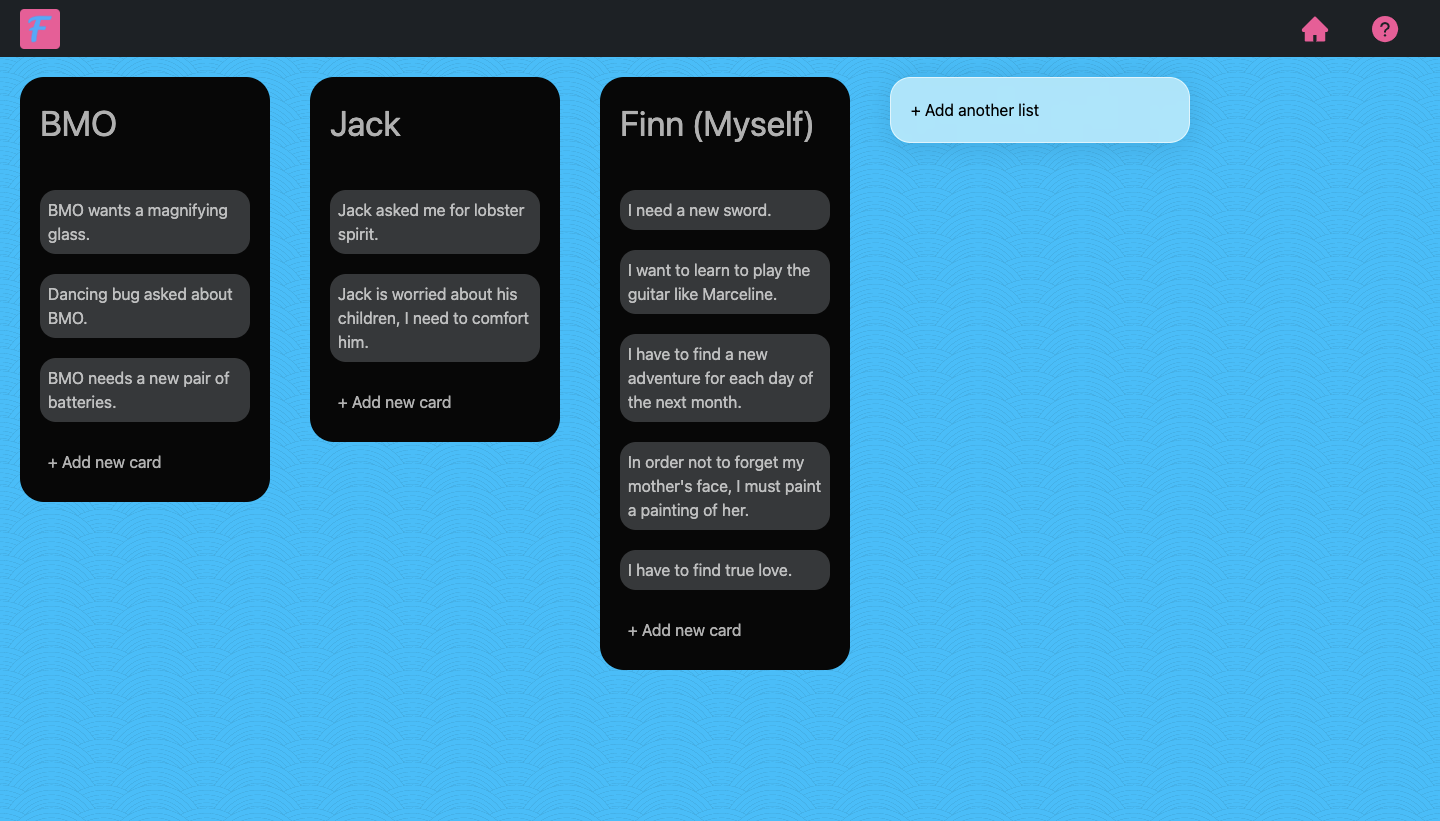 F
BMO
BMO wants a magnifying
glass.
Dancing bug asked about
BMO.
BMO needs a new pair of
batteries.
+ Add new card
Jack
Jack asked me for lobster
spirit.
Jack is worried about his
children, I need to comfort
him.
+ Add new card
Finn (Myself)
I need a new sword.
I want to learn to play the
guitar like Marceline.
I have to find a new
adventure for each day of
the next month.
In order not to forget my
mother's face, I must paint
a painting of her.
I have to find true love.
+ Add new card
+ Add another list
?